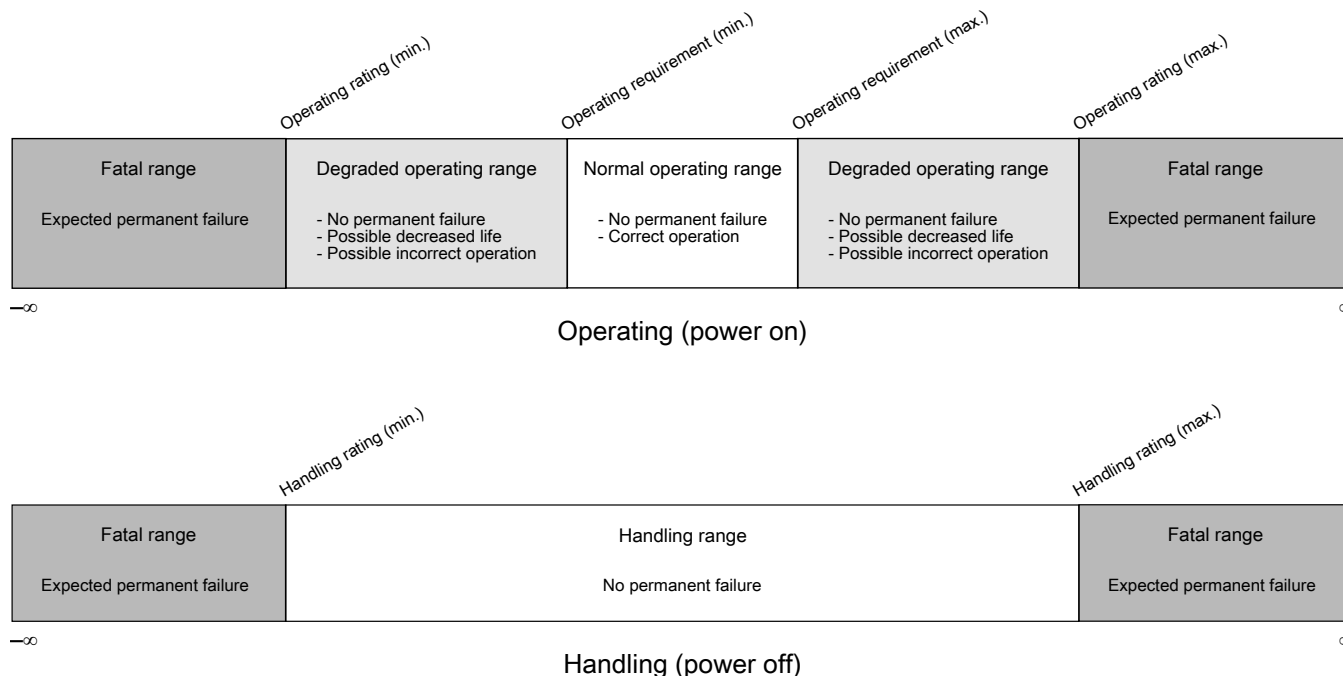 Operating rating (min.)
Operating requirement (min.)
Operating requirement (max.)
Operating rating (max.)
Fatal range
Expected permanent failure
Degraded operating range
- No permanent failure
- Possible decreased life
- Possible incorrect operation
Normal operating range
- No permanent failure
- Correct operation
Degraded operating range
- No permanent failure
- Possible decreased life
- Possible incorrect operation
Fatal range
Expected permanent failure
–∞
Operating (power on)
Handling rating (min.)
Handling rating (max.)
Fatal range
Expected permanent failure
Handling range
No permanent failure
Fatal range
Expected permanent failure
–∞
Handling (power off)